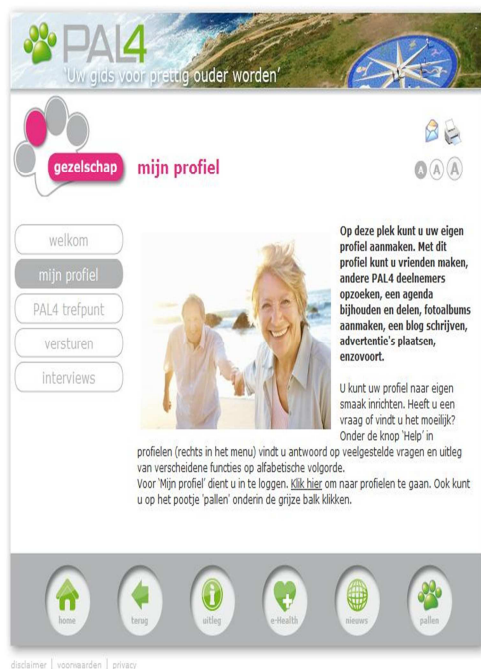 PAL4
'Uw gids voor prettig ouder worden'
gezelschap
mijn profiel
A A A
welkom
mijn profiel
PAL4 trefpunt
versturen
interviews
Op deze plek kunt u uw eigen
profiel aanmaken. Met dit
profiel kunt u vrienden maken,
andere PAL4 deelnemers
opzoeken, een agenda
bijhouden en delen, fotoalbums
aanmaken, een blog schrijven,
advertentie's plaatsen,
enzovoort.
U kunt uw profiel naar eigen
smaak inrichten. Heeft u een
vraag of vindt u het moeilijk?
Onder de knop 'Help' in
profielen (rechts in het menu) vindt u antwoord op veelgestelde vragen en uitleg
van verscheidene functies op alfabetische volgorde.
Voor 'Mijn profiel' dient u in te loggen. Klik hier om naar profielen te gaan. Ook kunt
u op het pootje 'pallen' onderin de grijze balk klikken.
home
terug
uitleg
e-Health
nieuws
pallen
disclaimer | voorwaarden | privacy